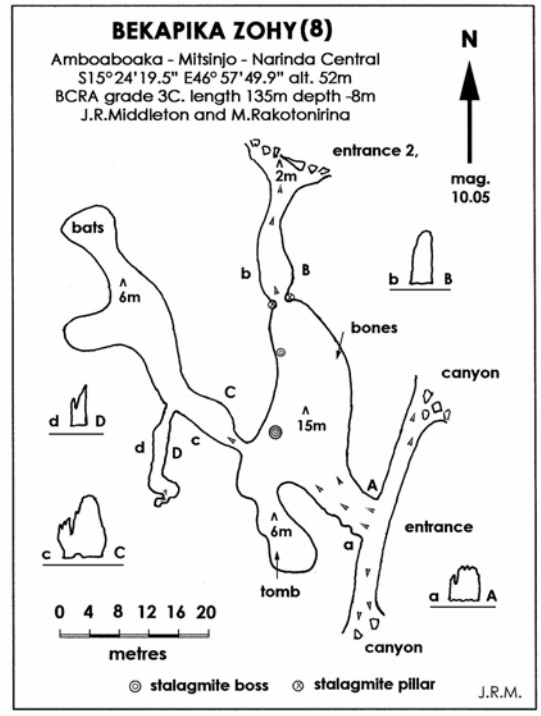 BEKAPIKA ZOHY(8)
Amboaboaka - Mitsinjo - Narinda Central
S15°24'19.5" E46°57'49.9" alt. 52m
BCRA grade 3C. length 135m depth -8m
J.R.Middleton and M.Rakotonirina
N
mag.
10.05
entrance 2,
2m
bats
6m
b B
b B
bones
canyon
C
15m
d D
d D
c
A
6m
a
entrance
c C
tomb
a A
0 4 8 12 16 20
metres
canyon
stalagmite boss
stalagmite pillar
J.R.M.